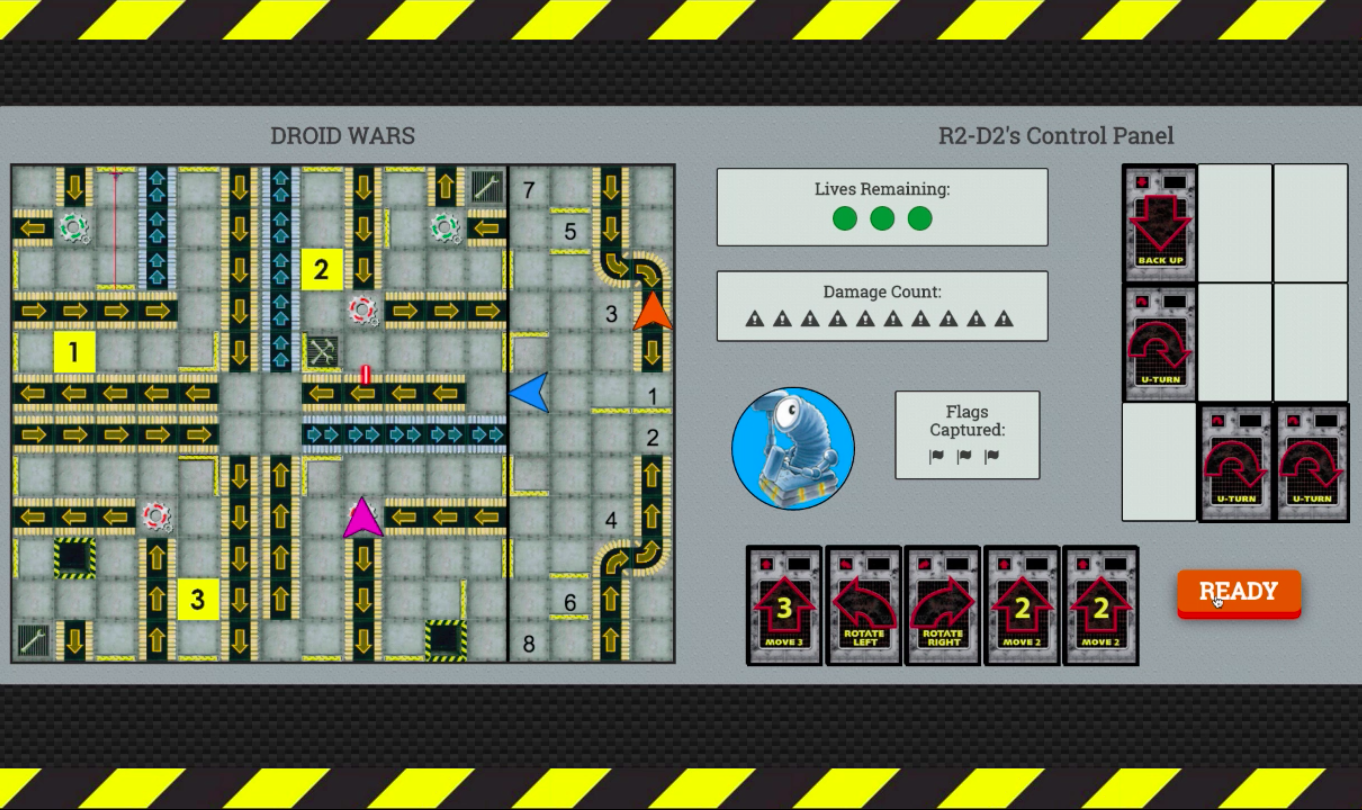 DROID WARS
R2-D2's Control Panel
7
5
2
3
1
1
2
4
3
6
8
Lives Remaining:
Damage Count:
Flags
Captured:
BACK UP
U-TURN
U-TURN
U-TURN
3
MOVE 3
ROTATE
LEFT
ROTATE
RIGHT
2
MOVE 2
2
MOVE 2
READY